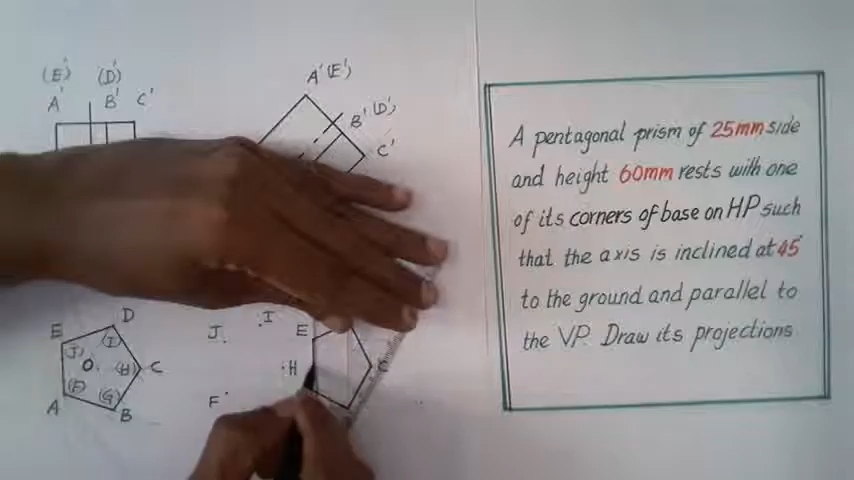 (E') (D')
A' B' C'
A' (E')
B' (D')
C'
A pentagonal prism of 25mm side
and height 60mm rests with one
of its corners of base on HP such
that the axis is inclined at 45°
to the ground and parallel to
the VP. Draw its projections
D
E (I)
(J) O (H) C
(F) (G)
A B
J I E
H C
F